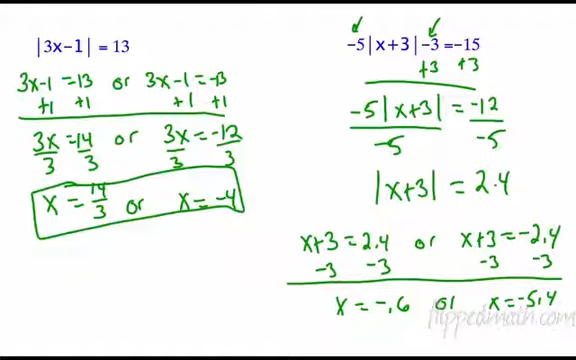 |3x-1| = 13
3x-1 = 13 or 3x-1 = -13
+1 +1 +1 +1
3x = 14 or 3x = -12
3 3 3 3
x = 14/3 or x = -4
-5|x+3| -3 = -15
+3 +3
-5|x+3| = -12
-5 -5
|x+3| = 2.4
x+3 = 2.4 or x+3 = -2.4
-3 -3 -3 -3
x = -.6 or x = -5.4
flippedmath.com